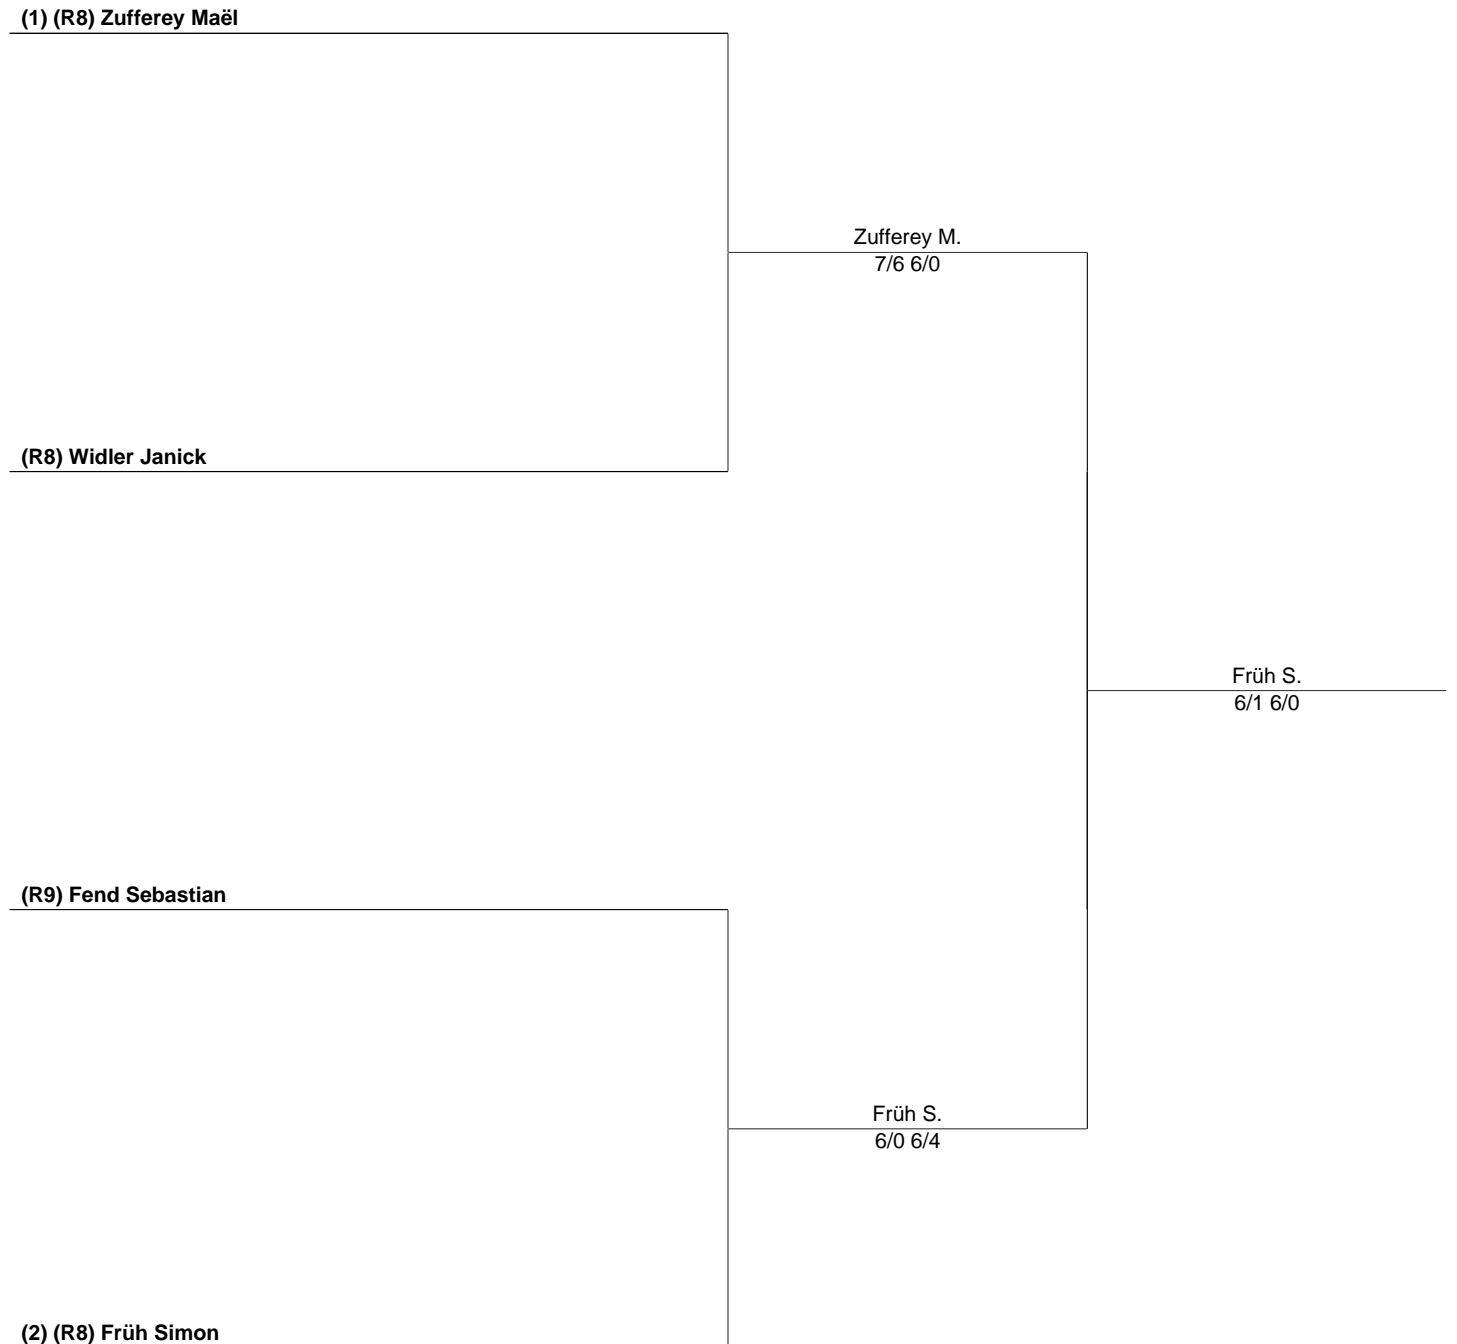 (1) (R8) Zufferey Maël
Zufferey M.
7/6 6/0
(R8) Widler Janick
Früh S.
6/1 6/0
(R9) Fend Sebastian
Früh S.
6/0 6/4
(2) (R8) Früh Simon